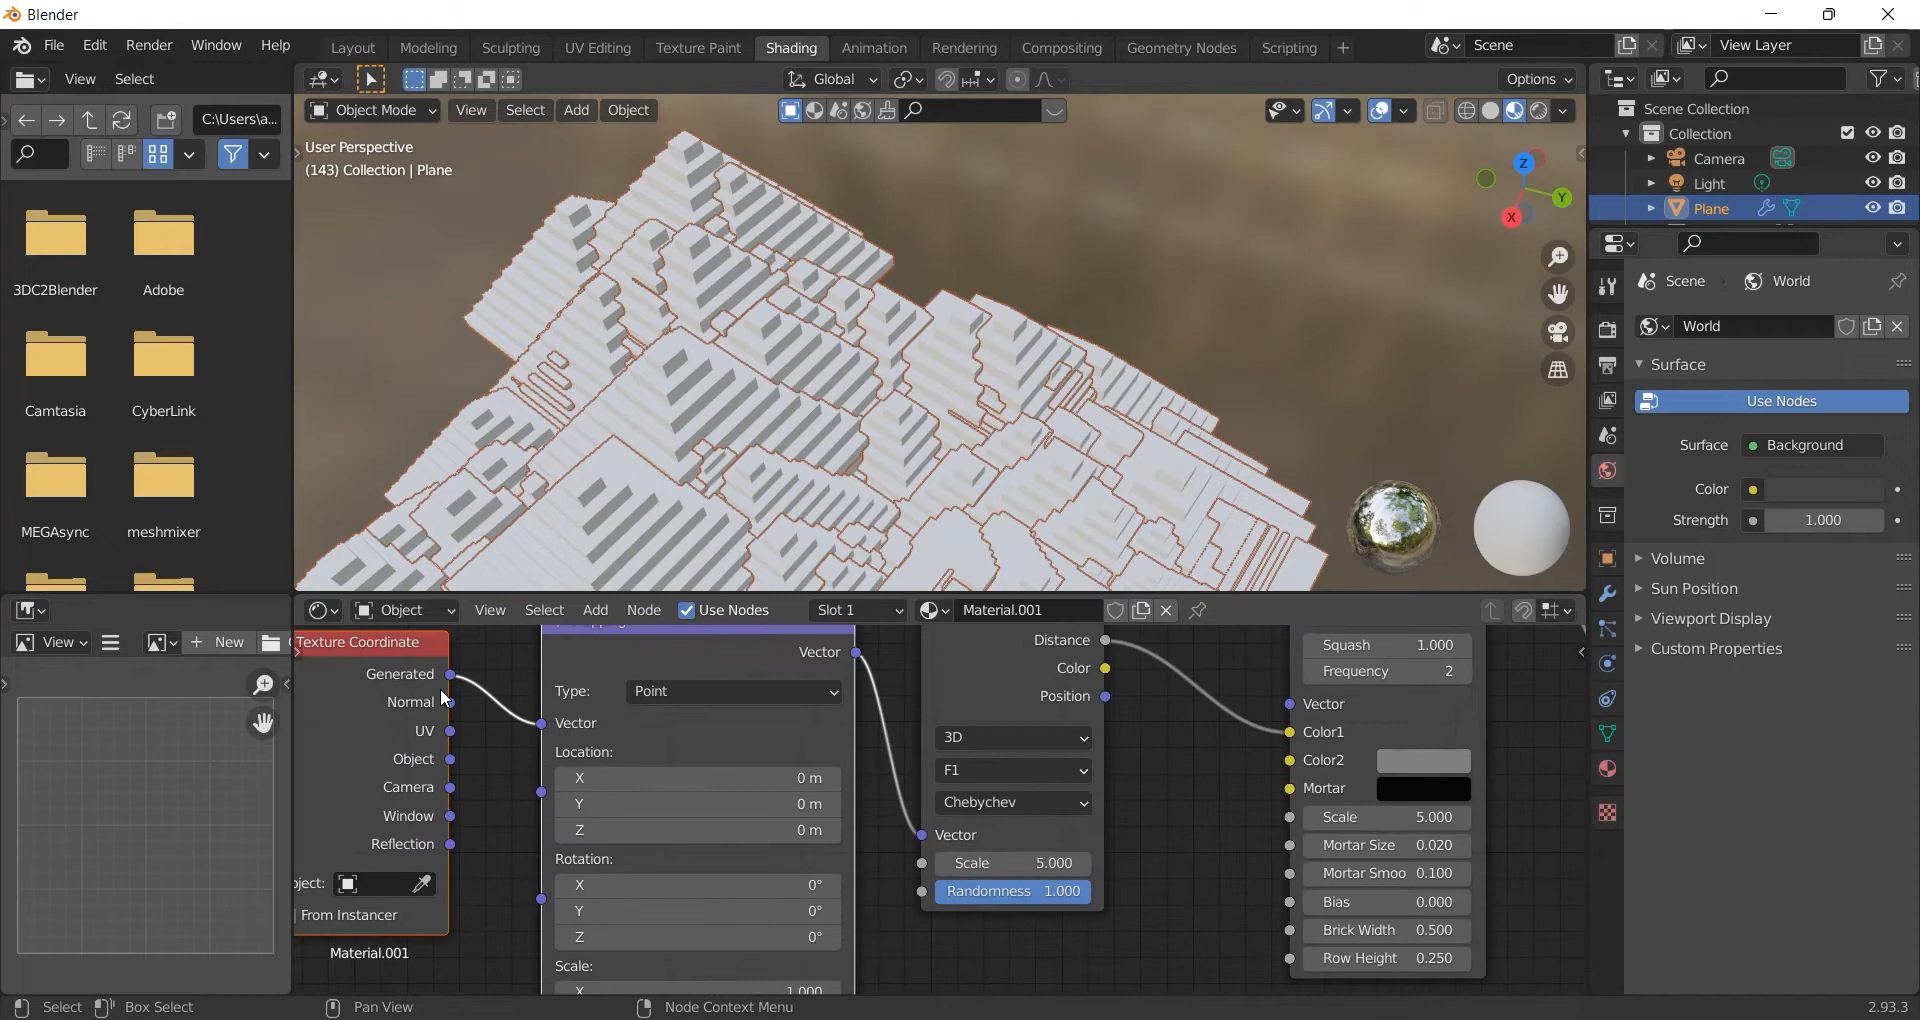 Blender
File Edit Render Window Help
Layout Modeling Sculpting UV Editing Texture Paint Shading Animation Rendering Compositing Geometry Nodes Scripting +
Scene
View Layer
View Select
Global
Options
C:\Users\a...
Object Mode View Select Add Object
User Perspective
(143) Collection | Plane
Z
Y
X
3DC2Blender
Adobe
Camtasia
CyberLink
MEGAsync
meshmixer
Scene Collection
Collection
Camera
Light
Plane
Scene World
World
Surface
Use Nodes
Surface Background
Color
Strength 1.000
Volume
Sun Position
Viewport Display
Custom Properties
View
+ New
Object View Select Add Node Use Nodes Slot 1 Material.001
Texture Coordinate
Generated
Normal
UV
Object
Camera
Window
Reflection
bject:
From Instancer
Material.001
Vector
Type: Point
Vector
Location:
X 0 m
Y 0 m
Z 0 m
Rotation:
X 0°
Y 0°
Z 0°
Scale:
X 1.000
Distance
Color
Position
3D
F1
Chebychev
Vector
Scale 5.000
Randomness 1.000
Squash 1.000
Frequency 2
Vector
Color1
Color2
Mortar
Scale 5.000
Mortar Size 0.020
Mortar Smoo 0.100
Bias 0.000
Brick Width 0.500
Row Height 0.250
Select Box Select Pan View Node Context Menu 2.93.3